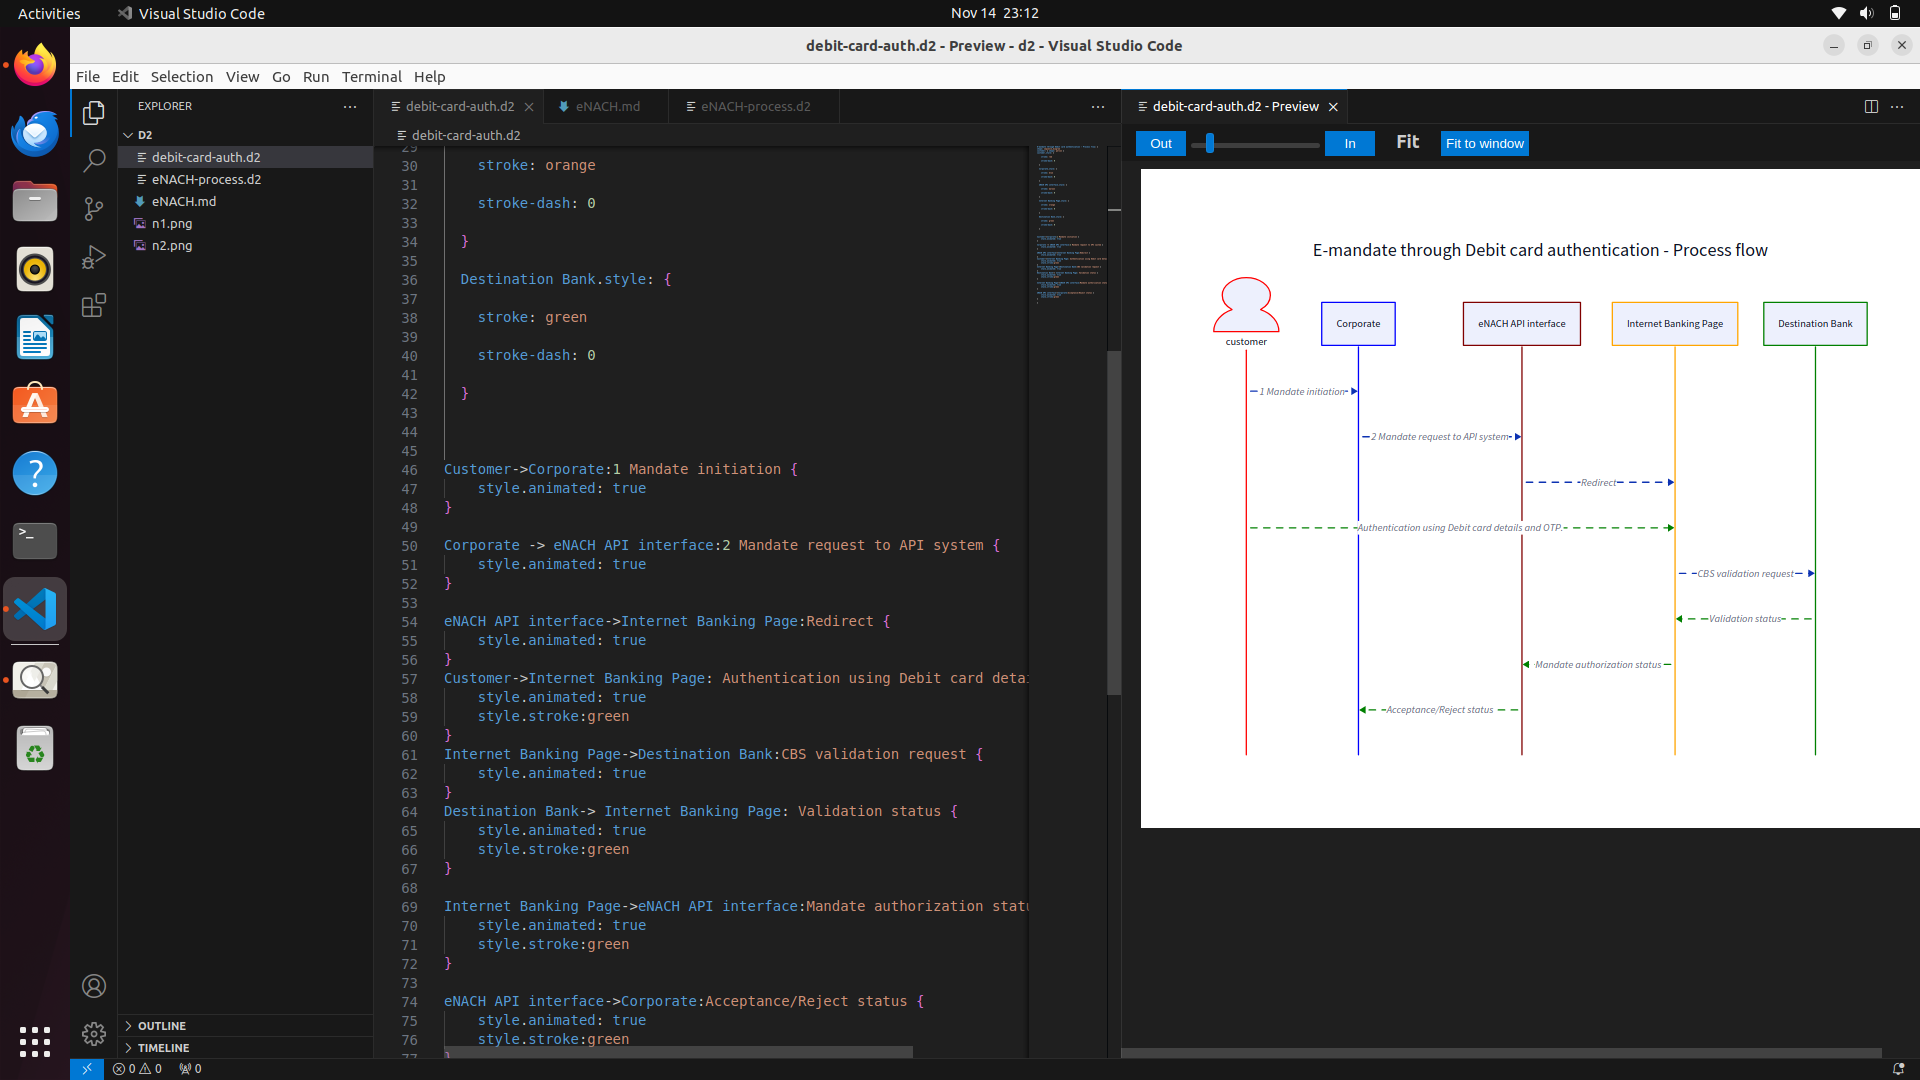 Activities
Visual Studio Code
Nov 14 23:12
debit-card-auth.d2 - Preview - d2 - Visual Studio Code
File Edit Selection View Go Run Terminal Help
EXPLORER
D2
debit-card-auth.d2
eNACH-process.d2
eNACH.md
n1.png
n2.png
OUTLINE
TIMELINE
debit-card-auth.d2
eNACH.md
eNACH-process.d2
debit-card-auth.d2
29
30 stroke: orange
31
32 stroke-dash: 0
33
34 }
35
36 Destination Bank.style: {
37
38 stroke: green
39
40 stroke-dash: 0
41
42 }
43
44
45
46 Customer->Corporate:1 Mandate initiation {
47 style.animated: true
48 }
49
50 Corporate -> eNACH API interface:2 Mandate request to API system {
51 style.animated: true
52 }
53
54 eNACH API interface->Internet Banking Page:Redirect {
55 style.animated: true
56 }
57 Customer->Internet Banking Page: Authentication using Debit card detai
58 style.animated: true
59 style.stroke:green
60 }
61 Internet Banking Page->Destination Bank:CBS validation request {
62 style.animated: true
63 }
64 Destination Bank-> Internet Banking Page: Validation status {
65 style.animated: true
66 style.stroke:green
67 }
68
69 Internet Banking Page->eNACH API interface:Mandate authorization statu
70 style.animated: true
71 style.stroke:green
72 }
73
74 eNACH API interface->Corporate:Acceptance/Reject status {
75 style.animated: true
76 style.stroke:green
77 }
debit-card-auth.d2 - Preview
Out In Fit Fit to window
E-mandate through Debit card authentication - Process flow
customer
Corporate
eNACH API interface
Internet Banking Page
Destination Bank
1 Mandate initiation
2 Mandate request to API system
Redirect
Authentication using Debit card details and OTP.
CBS validation request
Validation status
Mandate authorization status
Acceptance/Reject status
0 0 0